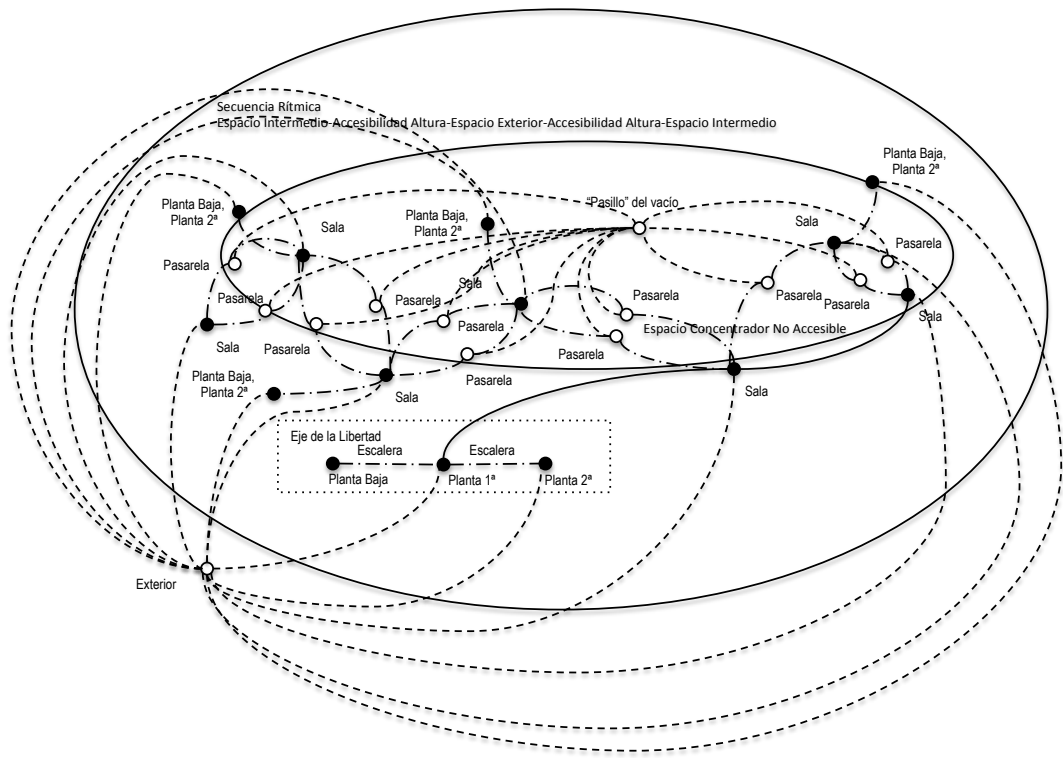 Secuencia Rítmica
Espacio Intermedio-Accesibilidad Altura-Espacio Exterior-Accesibilidad Altura-Espacio Intermedio
Planta Baja,
Planta 2ª
Planta Baja,
Planta 2ª
Sala
Planta Baja,
Planta 2ª
"Pasillo" del vacío
Sala
Pasarela
Pasarela
Sala
Pasarela
Pasarela
Pasarela
Pasarela
Pasarela
Sala
Sala
Pasarela
Pasarela
Espacio Concentrador No Accesible
Pasarela
Pasarela
Planta Baja,
Planta 2ª
Sala
Sala
Eje de la Libertad
Escalera
Escalera
Planta Baja
Planta 1ª
Planta 2ª
Exterior